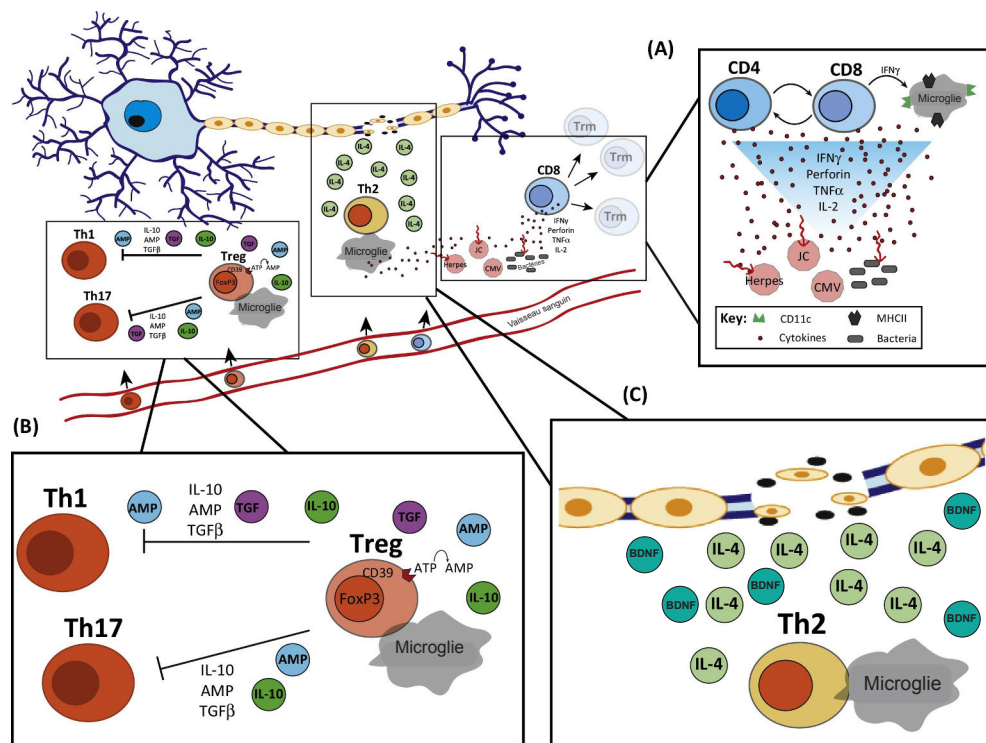 (A)
CD4
CD8
IFNγ
Microglie
IFNγ
Perforin
TNFα
IL-2
JC
Herpes
CMV
Key:
CD11c
MHCII
Cytokines
Bacteria
IL-4
IL-4
IL-4
IL-4
IL-4
IL-4
IL-4
IL-4
IL-4
IL-4
Th2
Microglie
Trm
Trm
Trm
CD8
IFNγ
Perforin
TNFα
IL-2
JC
Herpes
CMV
Bactéries
Th1
AMP
IL-10
AMP
TGFβ
TGF
IL-10
TGF
AMP
Treg
CD39
ATP
AMP
FoxP3
IL-10
Microglie
Th17
IL-10
AMP
TGFβ
TGF
IL-10
AMP
Vaisseau sanguin
(B)
Th1
AMP
IL-10
AMP
TGFβ
TGF
IL-10
TGF
AMP
Treg
CD39
ATP AMP
FoxP3
IL-10
Microglie
Th17
IL-10
AMP
TGFβ
AMP
IL-10
(C)
BDNF
BDNF
IL-4
IL-4
IL-4
IL-4
BDNF
IL-4
BDNF
IL-4
IL-4
BDNF
Th2
IL-4
Microglie